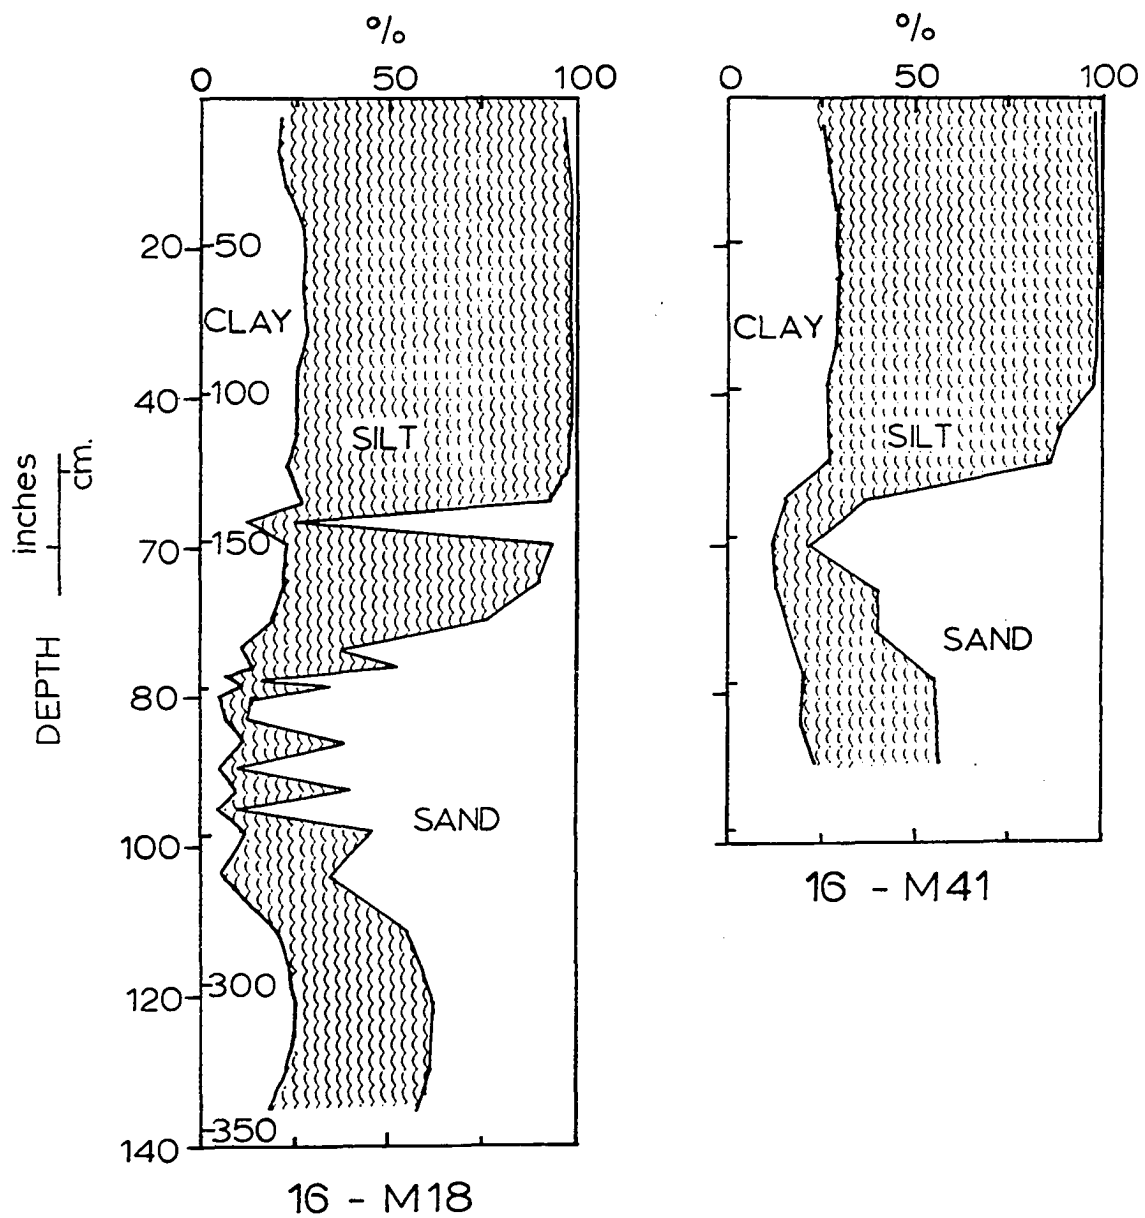 %
0 50 100
20 50
CLAY
40 100
SILT
inches
cm.
70 150
DEPTH
80
SAND
100
120 300
140 350
16 - M18
%
0 50 100
CLAY
SILT
SAND
16 - M41